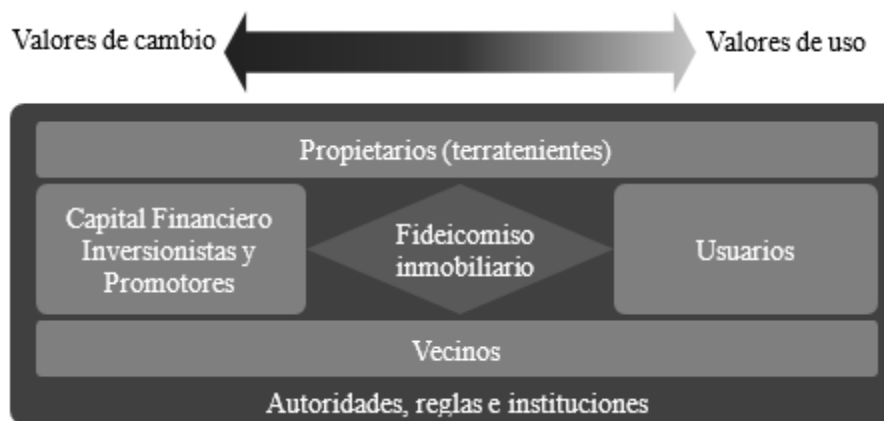 Valores de cambio
Valores de uso
Propietarios (terratenientes)
Capital Financiero
Inversionistas y
Promotores
Fideicomiso
inmobiliario
Usuarios
Vecinos
Autoridades, reglas e instituciones